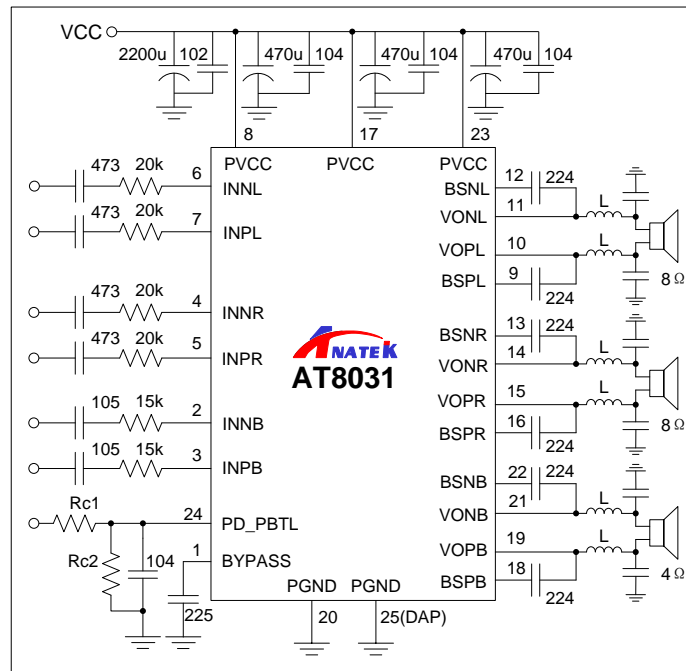 VCC
2200u 102 470u 104 470u 104 470u 104
8 17 23
PVCC PVCC PVCC
473 20k 6 INNL
473 20k 7 INPL
473 20k 4 INNR
473 20k 5 INPR
105 15k 2 INNB
105 15k 3 INPB
Rc1 24 PD_PBTL
Rc2 104 1 BYPASS
225
ANATEK
AT8031
BSNL 12 224
VONL 11 L
VOPL 10 L
BSPL 9 224
8 Ω
BSNR 13 224
VONR 14 L
VOPR 15 L
BSPR 16 224
8 Ω
BSNB 22 224
VONB 21 L
VOPB 19 L
BSPB 18 224
4 Ω
PGND PGND
20 25(DAP)